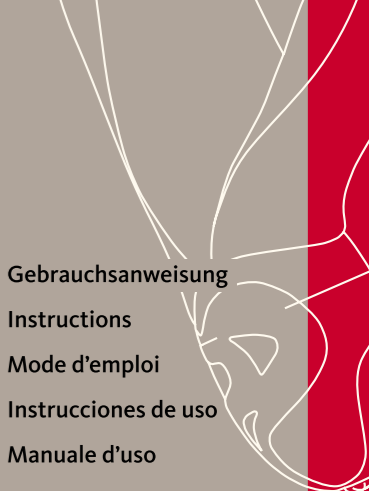 Gebrauchsanweisung
Instructions
Mode d’emploi
Instrucciones de uso
Manuale d’uso